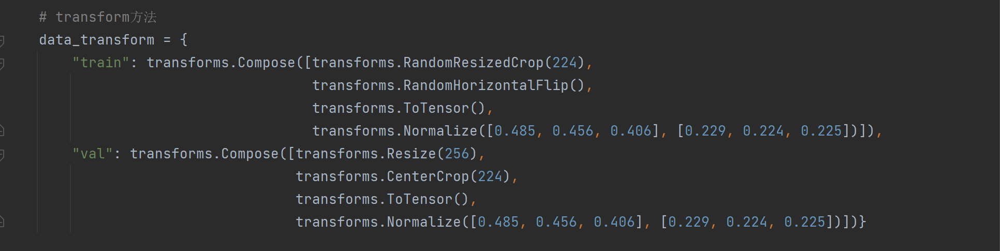 # transform方法
data_transform = {
"train": transforms.Compose([transforms.RandomResizedCrop(224),
transforms.RandomHorizontalFlip(),
transforms.ToTensor(),
transforms.Normalize([0.485, 0.456, 0.406], [0.229, 0.224, 0.225])]),
"val": transforms.Compose([transforms.Resize(256),
transforms.CenterCrop(224),
transforms.ToTensor(),
transforms.Normalize([0.485, 0.456, 0.406], [0.229, 0.224, 0.225])])}